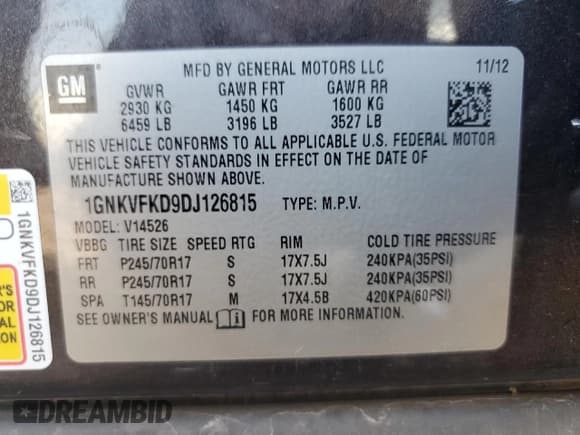 GM
MFD BY GENERAL MOTORS LLC 11/12
GVWR GAWR FRT GAWR RR
2930 KG 1450 KG 1600 KG
6459 LB 3196 LB 3527 LB
THIS VEHICLE CONFORMS TO ALL APPLICABLE U.S. FEDERAL MOTOR
VEHICLE SAFETY STANDARDS IN EFFECT ON THE DATE OF
MANUFACTURE SHOWN ABOVE.
1GNKVFKD9DJ126815 TYPE: M.P.V.
MODEL: V14526
VBBG TIRE SIZE SPEED RTG RIM COLD TIRE PRESSURE
FRT P245/70R17 S 17X7.5J 240KPA(35PSI)
RR P245/70R17 S 17X7.5J 240KPA(35PSI)
SPA T145/70R17 M 17X4.5B 420KPA(60PSI)
SEE OWNER'S MANUAL FOR MORE INFORMATION.
1GNKVFKD9DJ126815
R'S
OR
AL
ION
DREAMBID